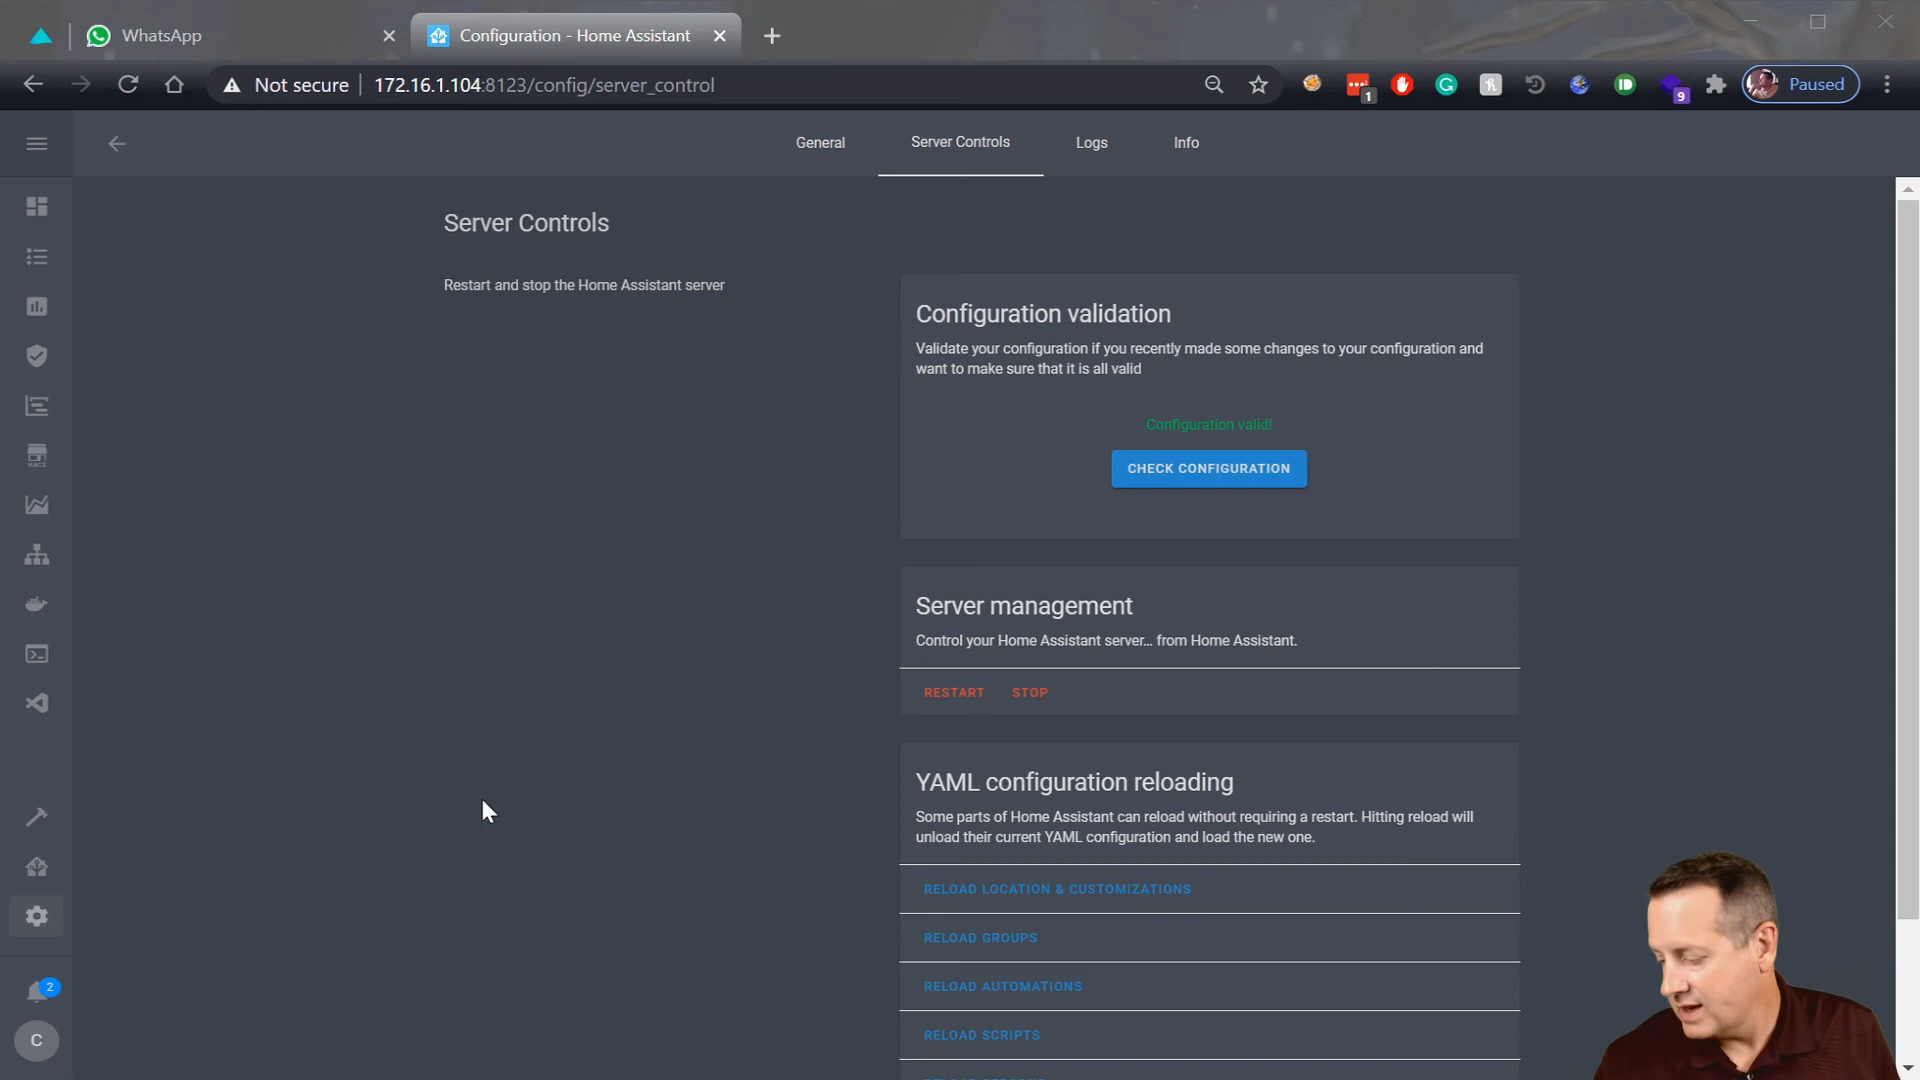 WhatsApp
Configuration - Home Assistant
Not secure
172.16.1.104:8123/config/server_control
1
9
Paused
General
Server Controls
Logs
Info
Server Controls
Restart and stop the Home Assistant server
Configuration validation
Validate your configuration if you recently made some changes to your configuration and
want to make sure that it is all valid
Configuration valid!
CHECK CONFIGURATION
HACS
Server management
Control your Home Assistant server... from Home Assistant.
RESTART
STOP
YAML configuration reloading
Some parts of Home Assistant can reload without requiring a restart. Hitting reload will
unload their current YAML configuration and load the new one.
RELOAD LOCATION & CUSTOMIZATIONS
RELOAD GROUPS
RELOAD AUTOMATIONS
2
RELOAD SCRIPTS
C